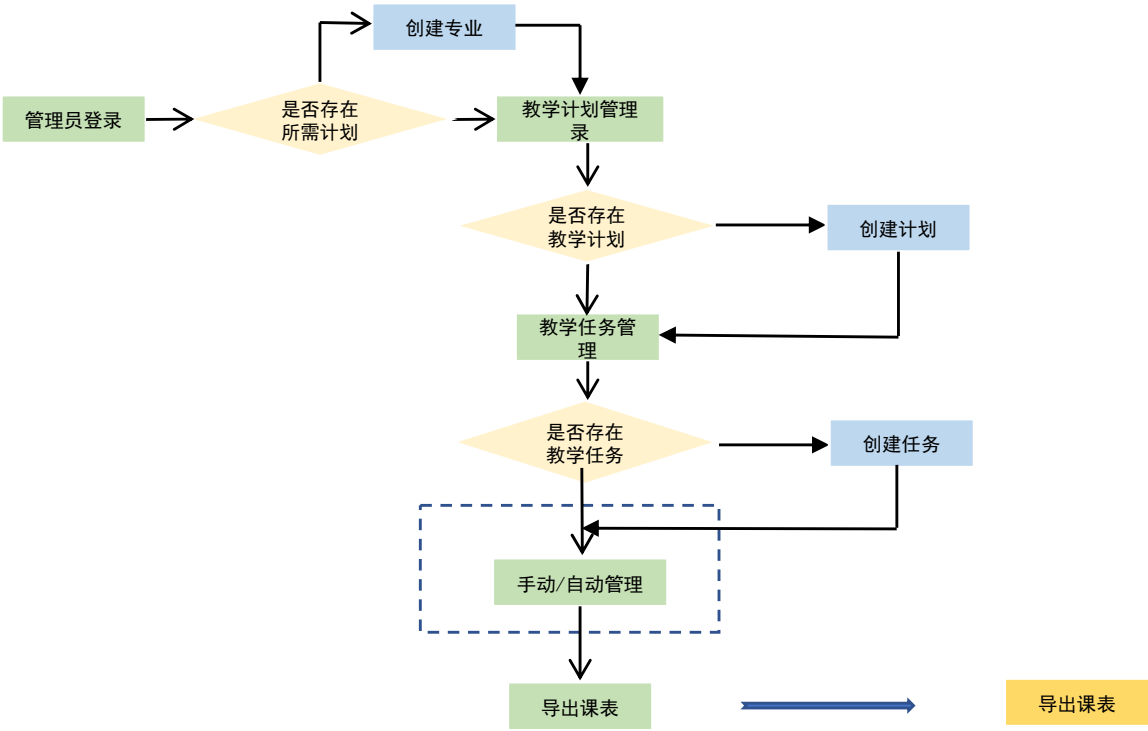 创建专业
管理员登录
是否存在
所需计划
教学计划管理
录
是否存在
教学计划
创建计划
教学任务管
理
是否存在
教学任务
创建任务
手动/自动管理
导出课表
导出课表